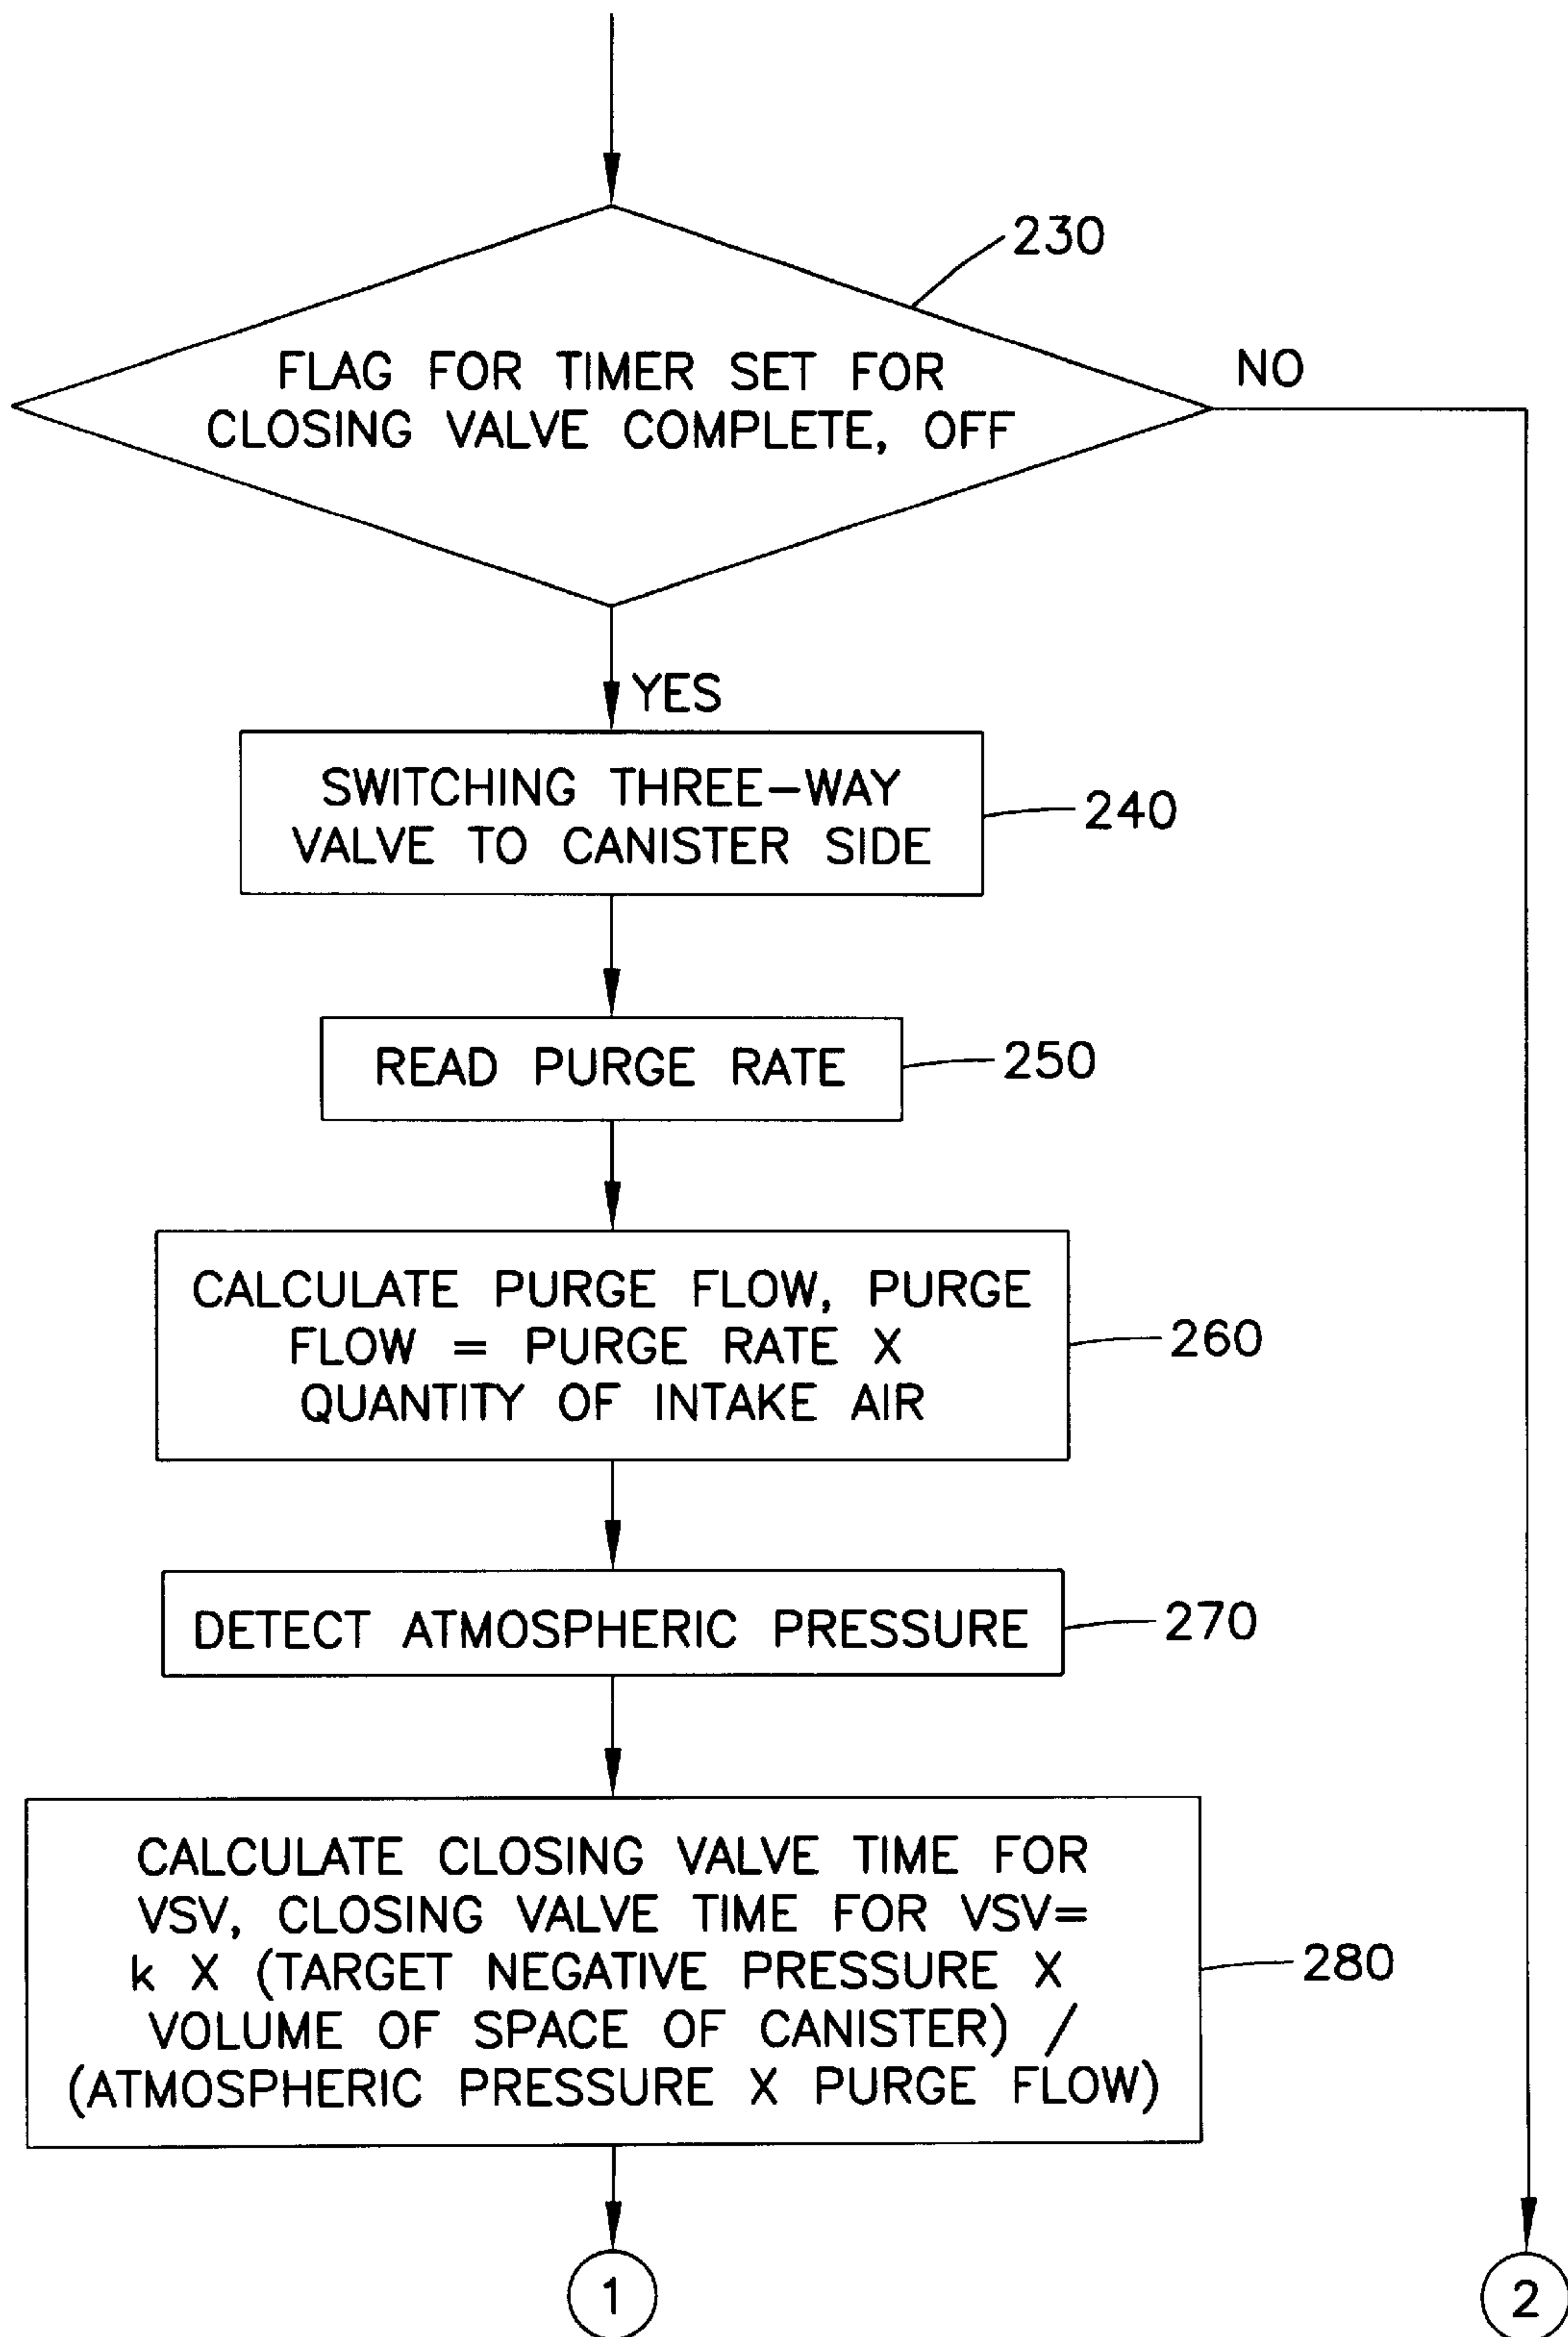 230
FLAG FOR TIMER SET FOR
CLOSING VALVE COMPLETE, OFF
NO
YES
SWITCHING THREE-WAY
VALVE TO CANISTER SIDE
240
READ PURGE RATE
250
CALCULATE PURGE FLOW, PURGE
FLOW = PURGE RATE X
QUANTITY OF INTAKE AIR
260
DETECT ATMOSPHERIC PRESSURE
270
CALCULATE CLOSING VALVE TIME FOR
VSV, CLOSING VALVE TIME FOR VSV=
k X (TARGET NEGATIVE PRESSURE X
VOLUME OF SPACE OF CANISTER) /
(ATMOSPHERIC PRESSURE X PURGE FLOW)
280
1
2